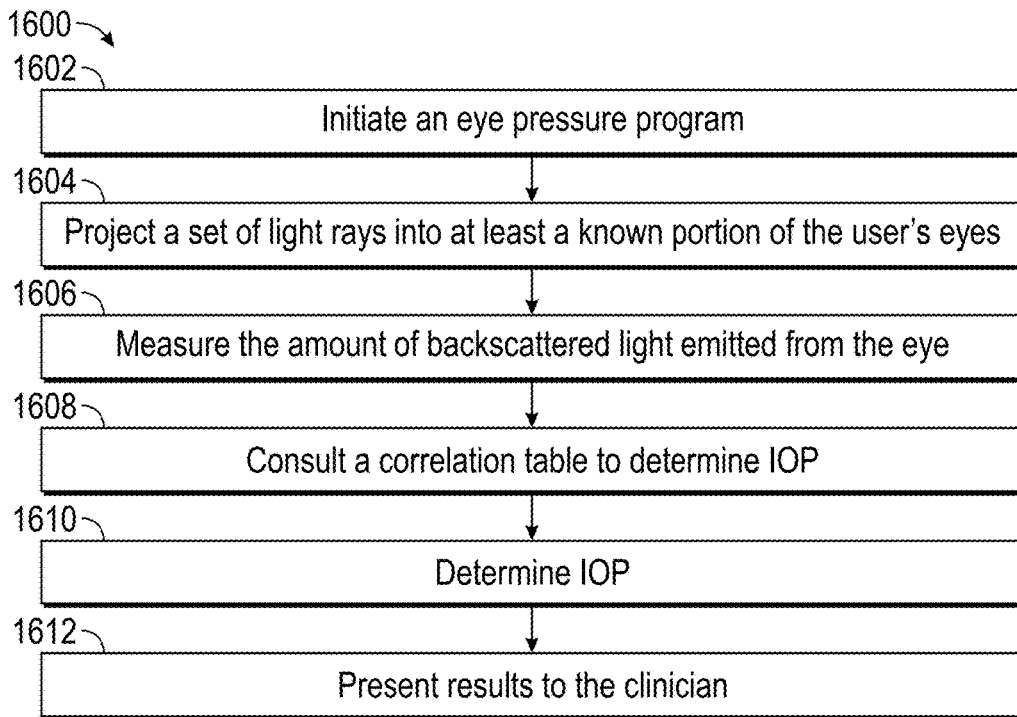 1600
1602
Initiate an eye pressure program
1604
Project a set of light rays into at least a known portion of the user's eyes
1606
Measure the amount of backscattered light emitted from the eye
1608
Consult a correlation table to determine IOP
1610
Determine IOP
1612
Present results to the clinician